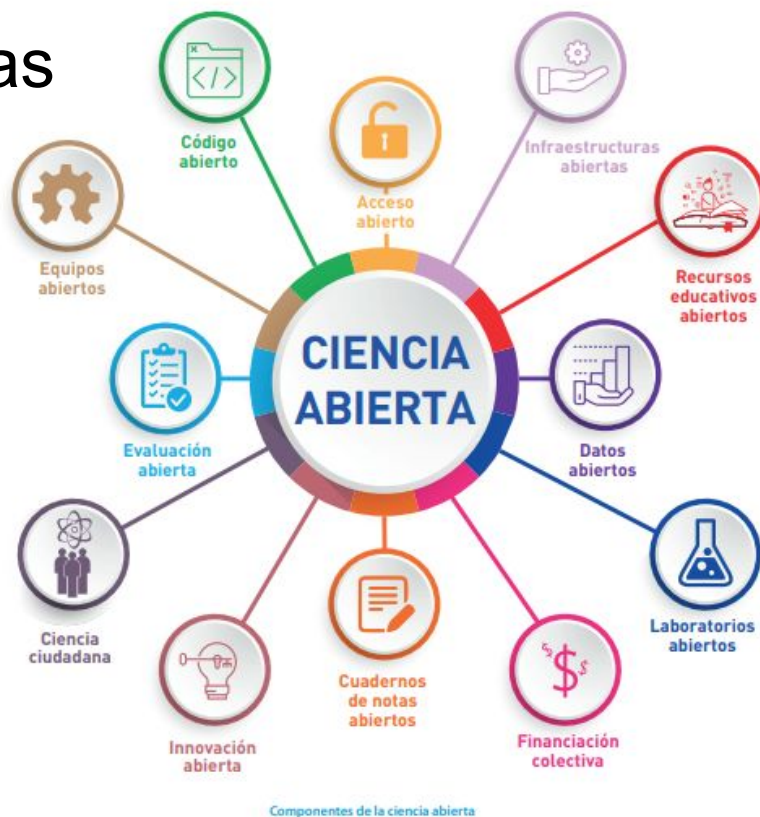 as
Código
abierto
Acceso
abierto
Infraestructuras
abiertas
Equipos
abiertos
Recursos
educativos
abiertos
CIENCIA
ABIERTA
Evaluación
abierta
Datos
abiertos
Ciencia
ciudadana
Laboratorios
abiertos
Innovación
abierta
Cuadernos
de notas
abiertos
Financiación
colectiva
Componentes de la ciencia abierta